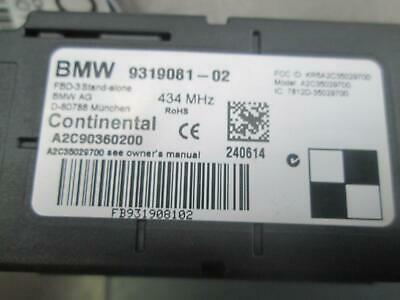 BMW 9319081-02
FBD-3 Stand-alone
BMW AG
D-80788 München
434 MHz
RoHS
FCC ID: KR5A2C35029700
Model: A2C35029700
IC: 7812D-35029700
Continental
A2C90360200
A2C35029700 see owner's manual
240614
FB931908102